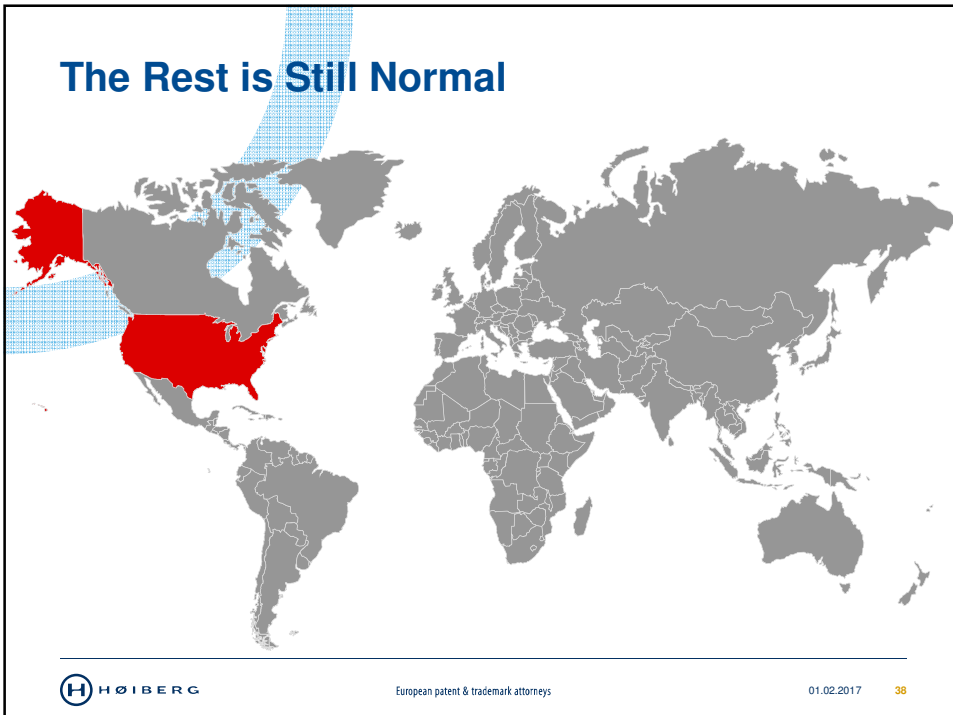 The Rest is Still Normal
H HØIBERG
European patent & trademark attorneys
01.02.2017
38